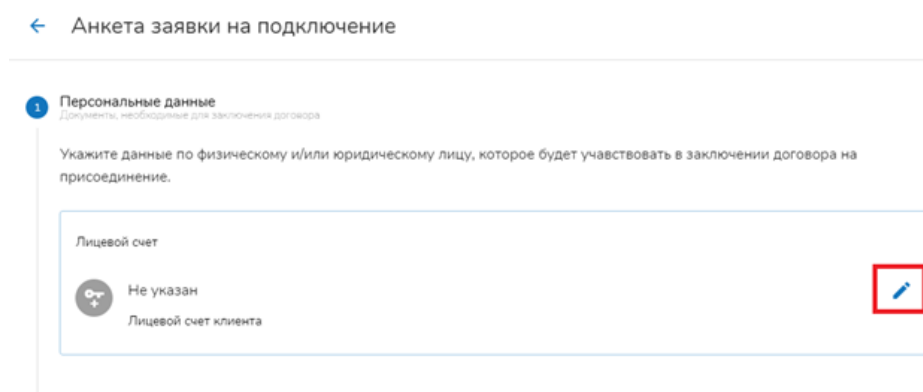 Анкета заявки на подключение
1 Персональные данные
Документы, необходимые для заключения договора
Укажите данные по физическому и/или юридическому лицу, которое будет учавствовать в заключении договора на
присоединение.
Лицевой счет
Не указан
Лицевой счет клиента